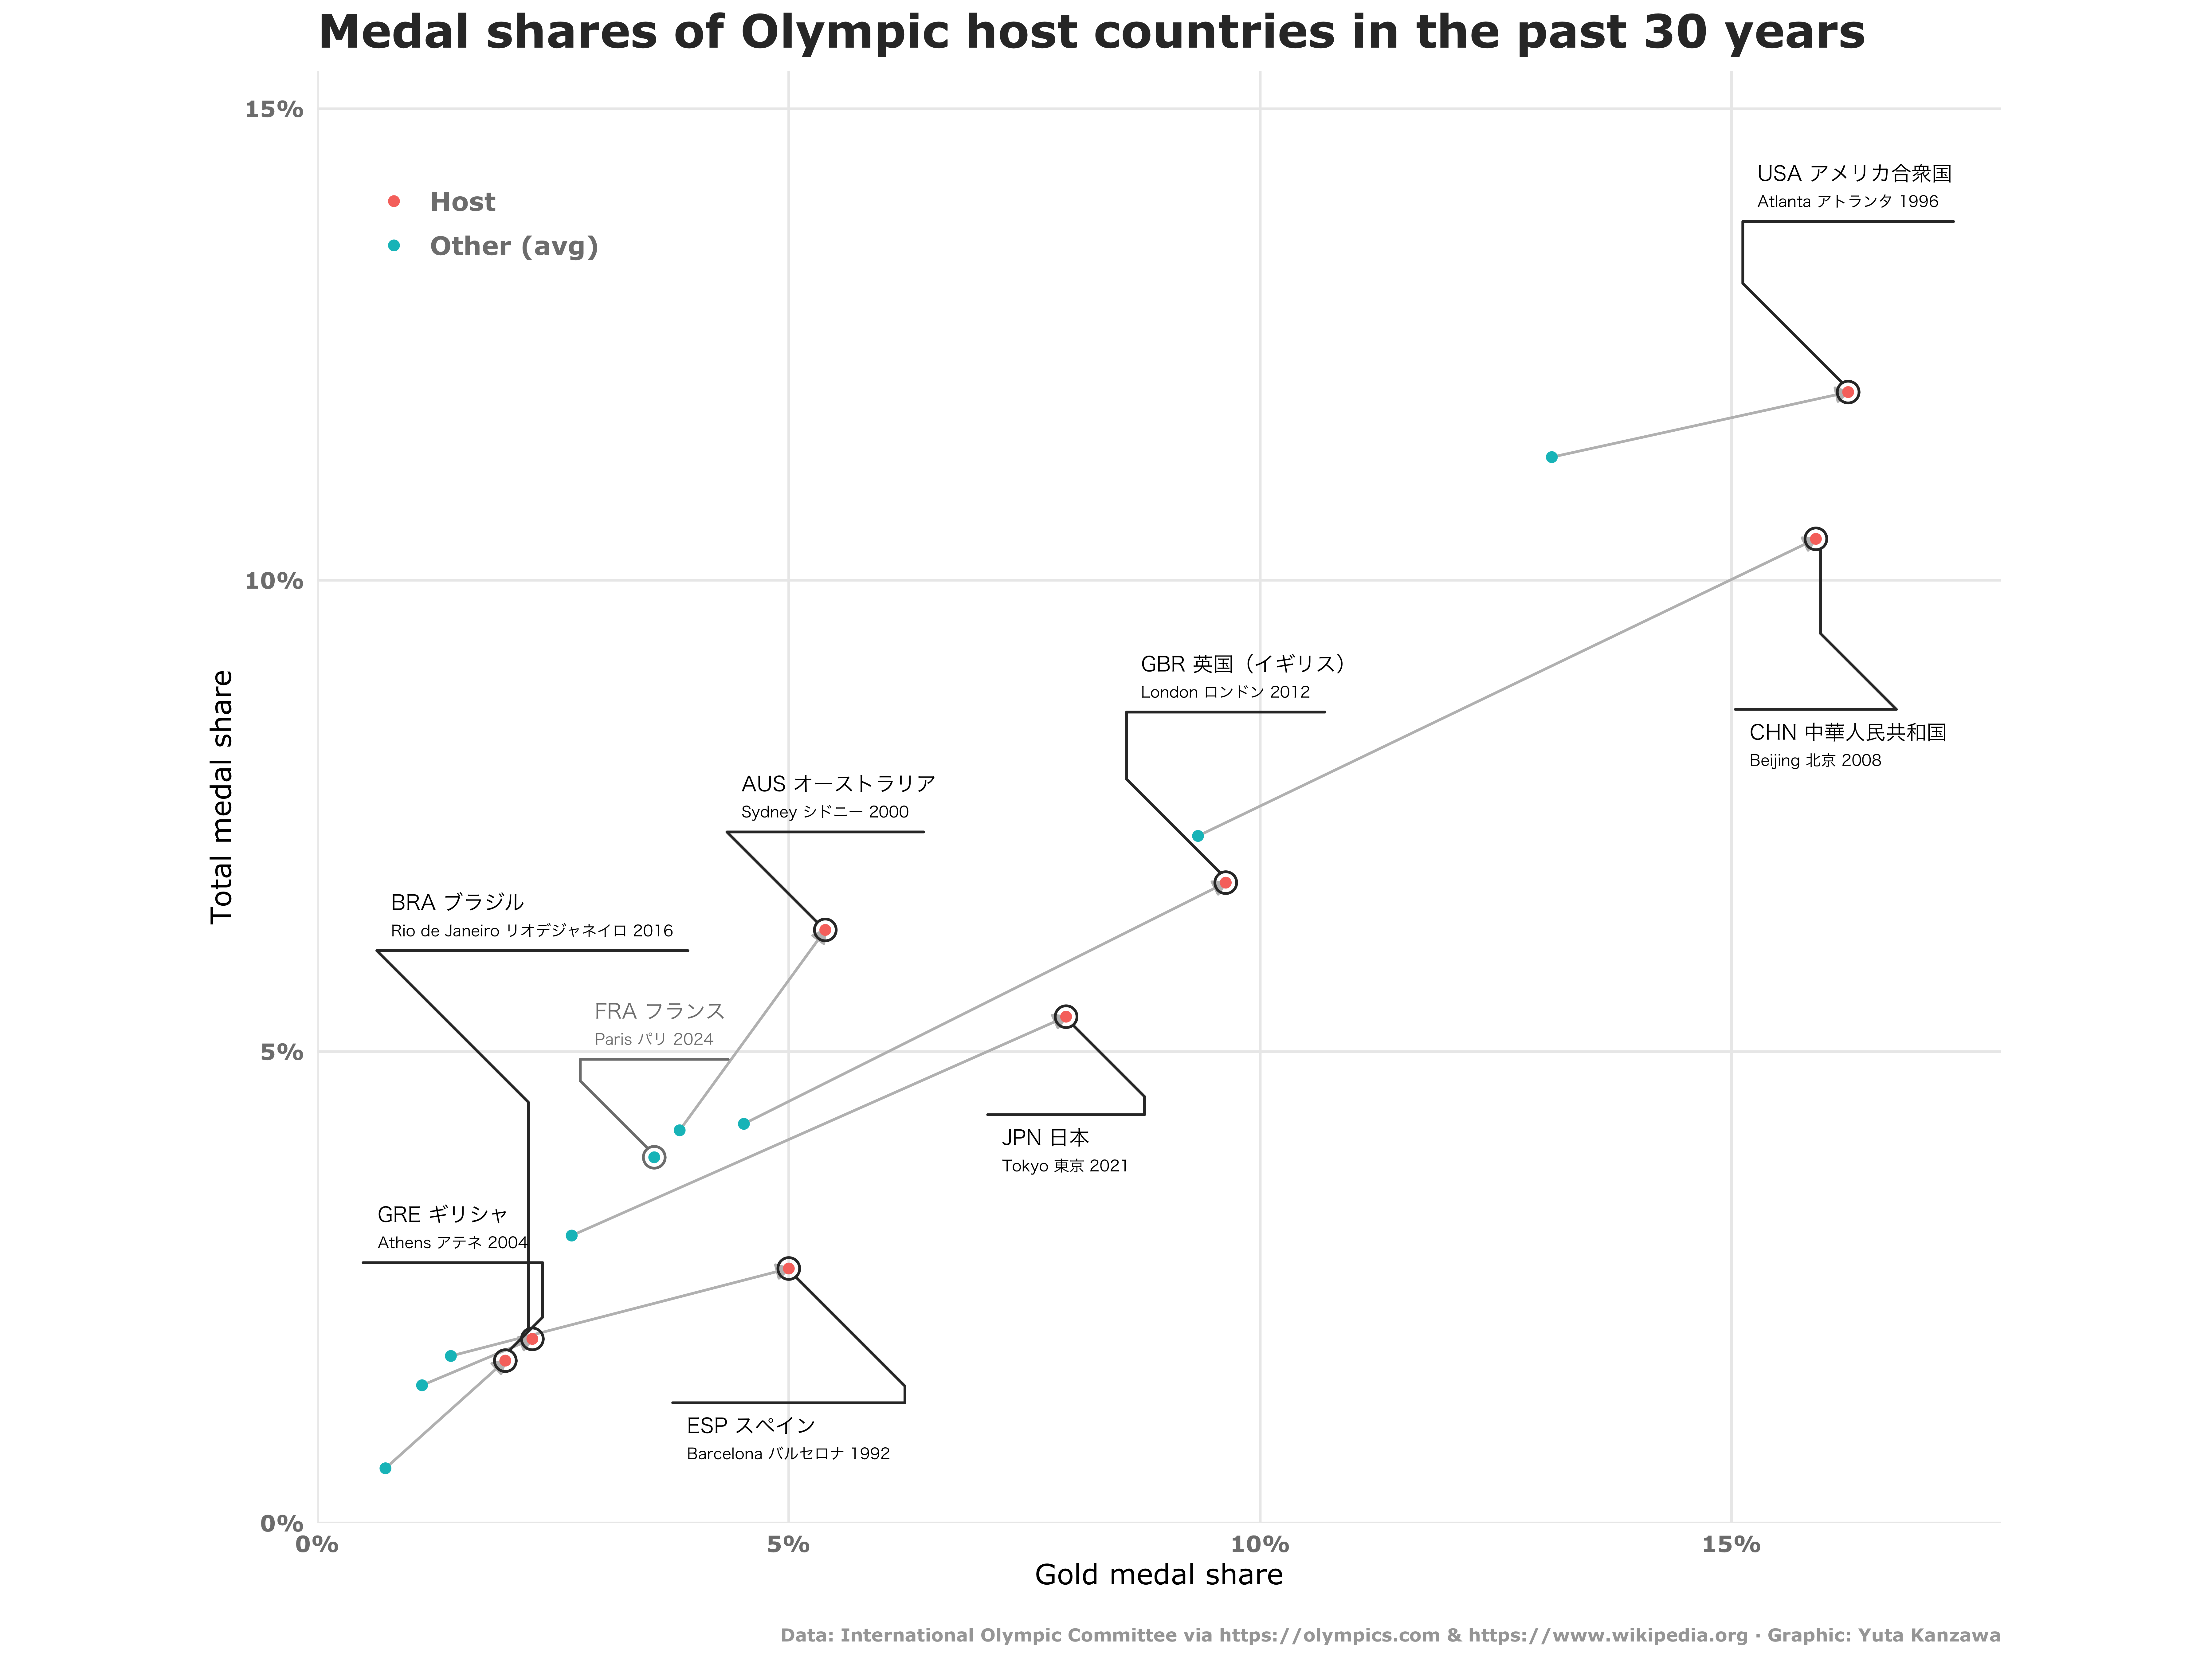 Medal shares of Olympic host countries in the past 30 years
15%
USA アメリカ合衆国
Atlanta アトランタ 1996
Host
Other (avg)
10%
GBR 英国（イギリス）
London ロンドン 2012
CHN 中華人民共和国
Beijing 北京 2008
AUS オーストラリア
Sydney シドニー 2000
BRA ブラジル
Rio de Janeiro リオデジャネイロ 2016
FRA フランス
Paris パリ 2024
5%
JPN 日本
Tokyo 東京 2021
GRE ギリシャ
Athens アテネ 2004
ESP スペイン
Barcelona バルセロナ 1992
0%
Total medal share
0% 5% 10% 15%
Gold medal share
Data: International Olympic Committee via https://olympics.com & https://www.wikipedia.org · Graphic: Yuta Kanzawa